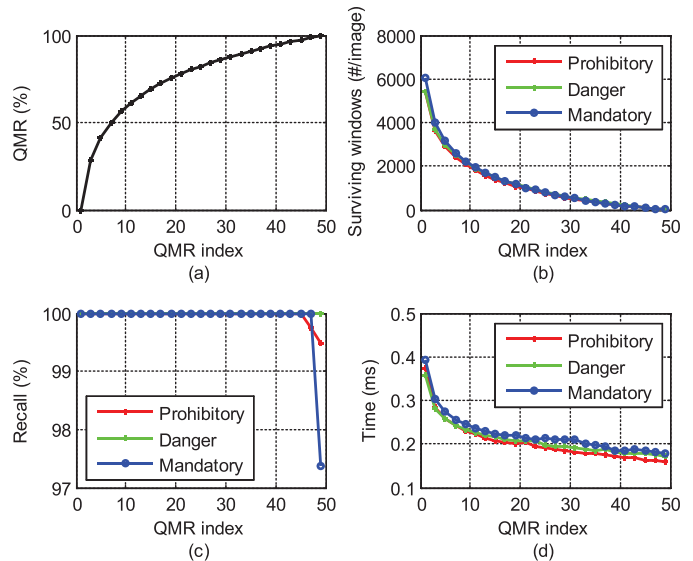 100
50
0
QMR (%)
0 10 20 30 40 50
QMR index
(a)
8000
6000
4000
2000
0
Surviving windows (#/image)
Prohibitory
Danger
Mandatory
0 10 20 30 40 50
QMR index
(b)
100
99
98
97
Recall (%)
Prohibitory
Danger
Mandatory
0 10 20 30 40 50
QMR index
(c)
0.5
0.4
0.3
0.2
0.1
Time (ms)
Prohibitory
Danger
Mandatory
0 10 20 30 40 50
QMR index
(d)